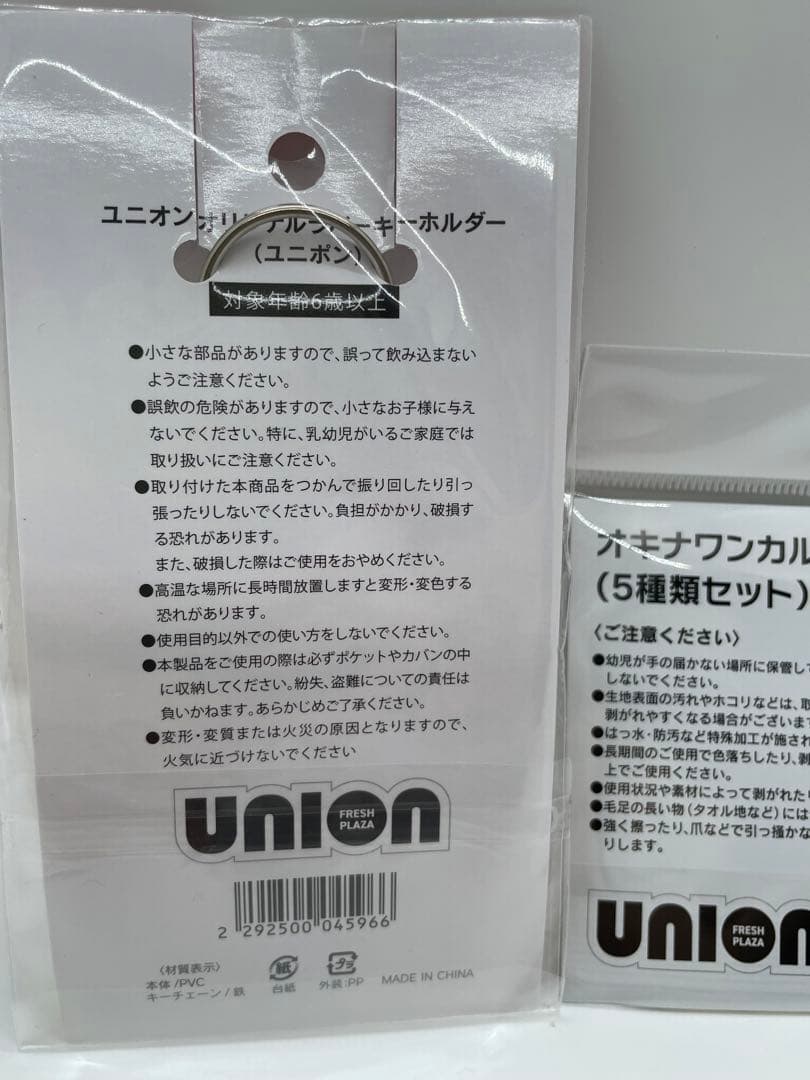 ユニオンオリジナルラバーキーホルダー
（ユニポン）
対象年齢6歳以上
●小さな部品がありますので、誤って飲み込まない
ようご注意ください。
●誤飲の危険がありますので、小さなお子様に与え
ないでください。特に、乳幼児がいるご家庭では
取り扱いにご注意ください。
●取り付けた本商品をつかんで振り回したり引っ
張ったりしないでください。負担がかかり、破損す
る恐れがあります。
また、破損した際はご使用をおやめください。
●高温な場所に長時間放置しますと変形・変色する
恐れがあります。
●使用目的以外での使い方をしないでください。
●本製品をご使用の際は必ずポケットやカバンの中
に収納してください。紛失、盗難についての責任は
負いかねます。あらかじめご了承ください。
●変形・変質または火災の原因となりますので、
火気に近づけないでください
UNION
FRESH
PLAZA
2 292500 045966
〈材質表示〉
本体/PVC
キーチェーン/鉄
紙
台紙
プラ
外装:PP
MADE IN CHINA
オキナワンカル
（5種類セット）
〈ご注意ください〉
●幼児が手の届かない場所に保管して
しないでください。
●生地表面の汚れやホコリなどは、取
剥がれやすくなる場合がございます
●はっ水・防汚など特殊加工が施され
●長期間のご使用で色落ちしたり、剥
上でご使用ください。
●使用状況や素材によって剥がれたり
●毛足の長い物（タオル地など）には
●強く擦ったり、爪などで引っ掻かな
りします。
UNION
FRESH
PLAZA